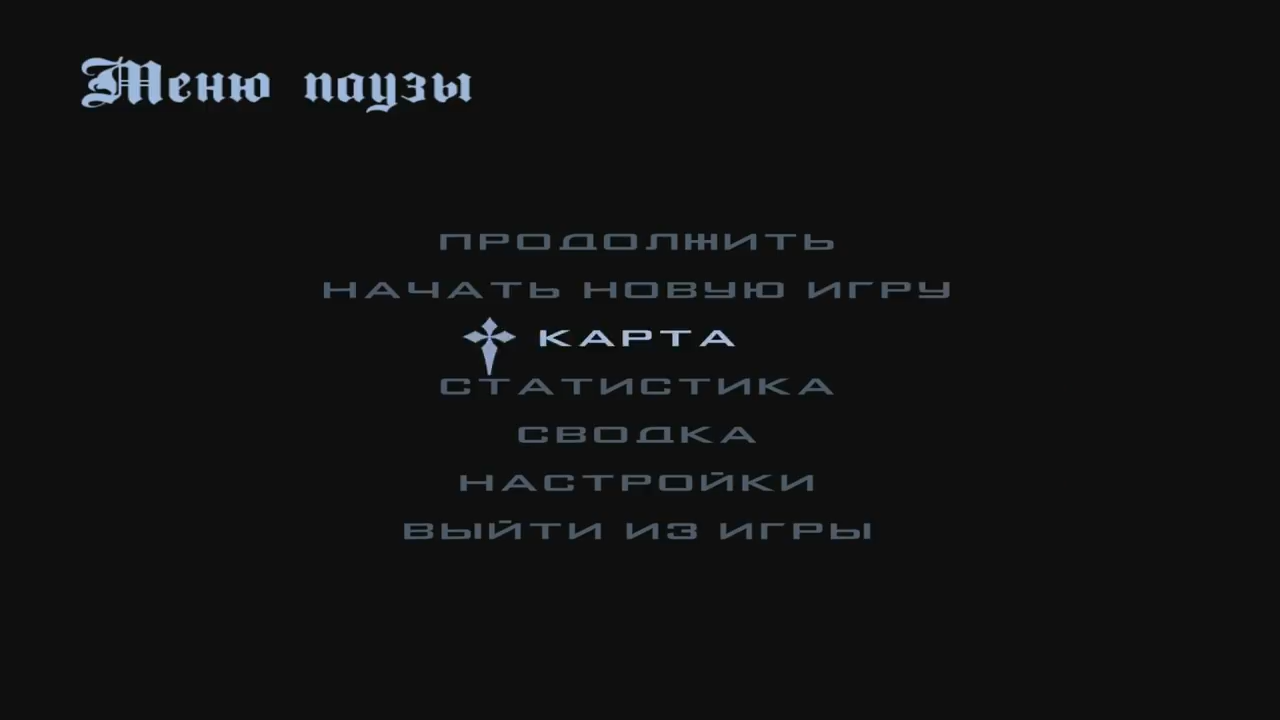 Меню паузы
ПРОДОЛЖИТЬ
НАЧАТЬ НОВУЮ ИГРУ
КАРТА
СТАТИСТИКА
СВОДКА
НАСТРОЙКИ
ВЫЙТИ ИЗ ИГРЫ